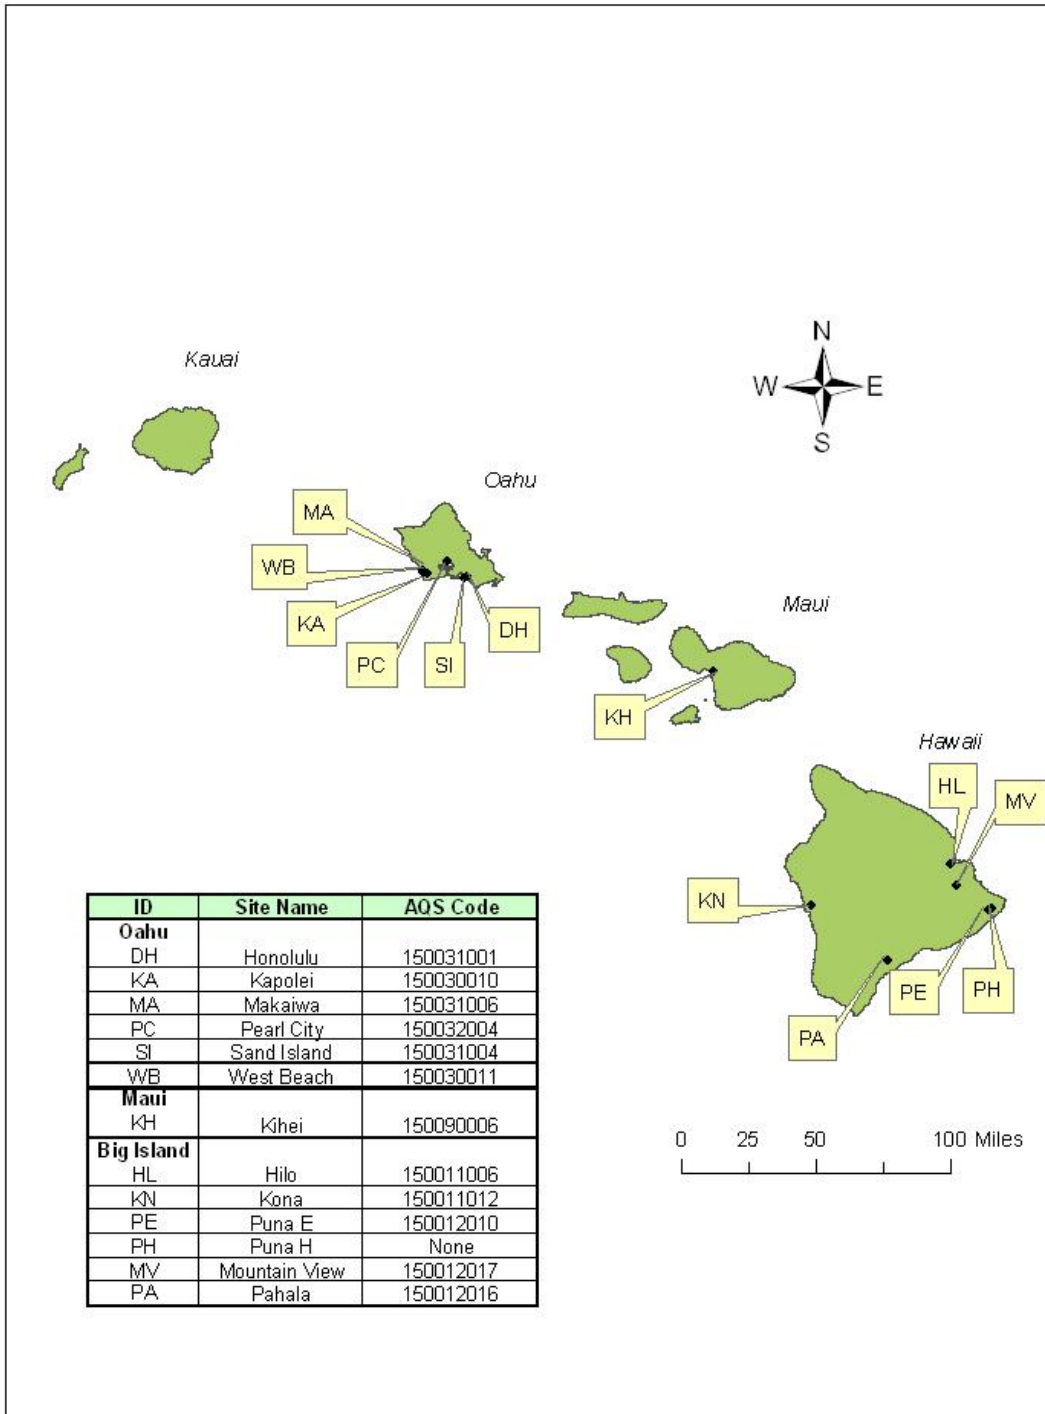 Kauai
N
W E
S
Oahu
MA
WB
KA
PC
SI
DH
Maui
KH
Hawaii
HL
MV
KN
PE
PH
PA
ID Site Name AQS Code
Oahu
DH Honolulu 150031001
KA Kapolei 150030010
MA Makaiwa 150031006
PC Pearl City 150032004
SI Sand Island 150031004
WB West Beach 150030011
Maui
KH Kihei 150090006
Big Island
HL Hilo 150011006
KN Kona 150011012
PE Puna E 150012010
PH Puna H None
MV Mountain View 150012017
PA Pahala 150012016
0 25 50 100 Miles